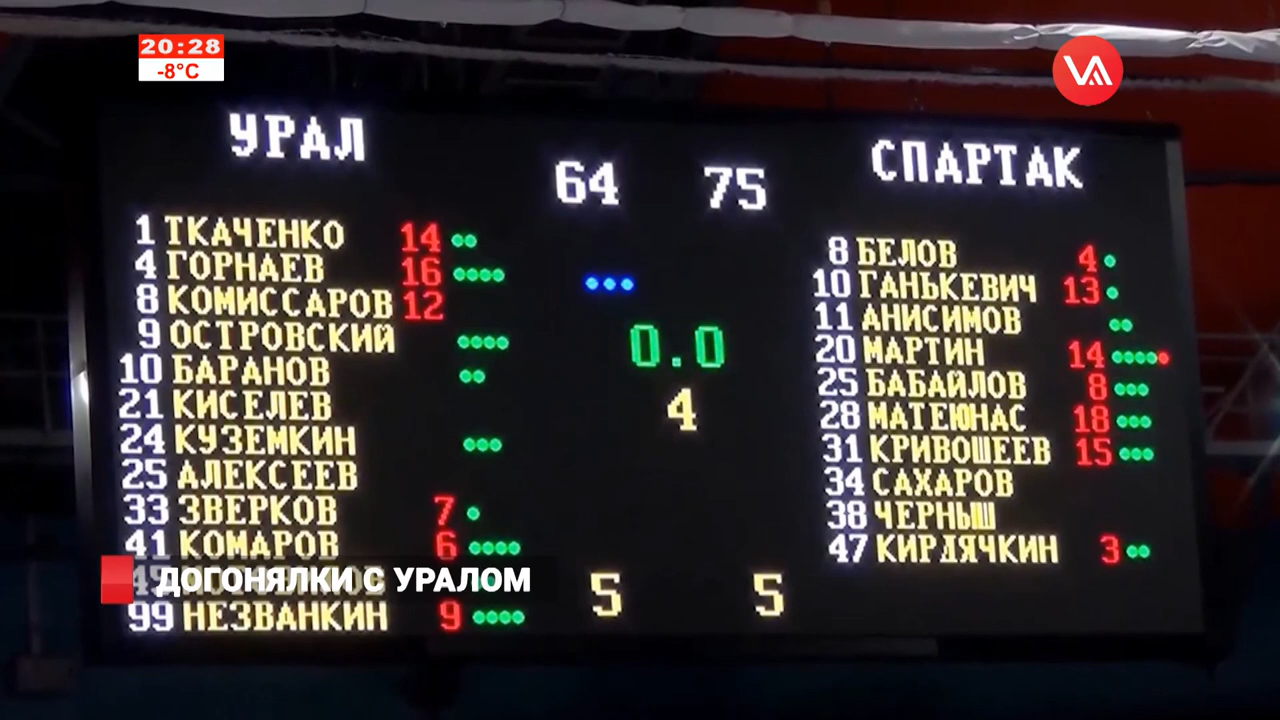 20:28
-8°C
УРАЛ
64 75
СПАРТАК
1 ТКАЧЕНКО 14
4 ГОРНАЕВ 16
8 КОМИССАРОВ 12
9 ОСТРОВСКИЙ
10 БАРАНОВ
21 КИСЕЛЕВ
24 КУЗЕМКИН
25 АЛЕКСЕЕВ
33 ЗВЕРКОВ 7
41 КОМАРОВ 6
99 НЕЗВАНКИН 9
0.0
4
5 5
8 БЕЛОВ 4
10 ГАНЬКЕВИЧ 13
11 АНИСИМОВ
20 МАРТИН 14
25 БАБАЙЛОВ 8
28 МАТЕЮНАС 18
31 КРИВОШЕЕВ 15
34 САХАРОВ
38 ЧЕРНЫШ
47 КИРДЯЧКИН 3
ДОГОНЯЛКИ С УРАЛОМ